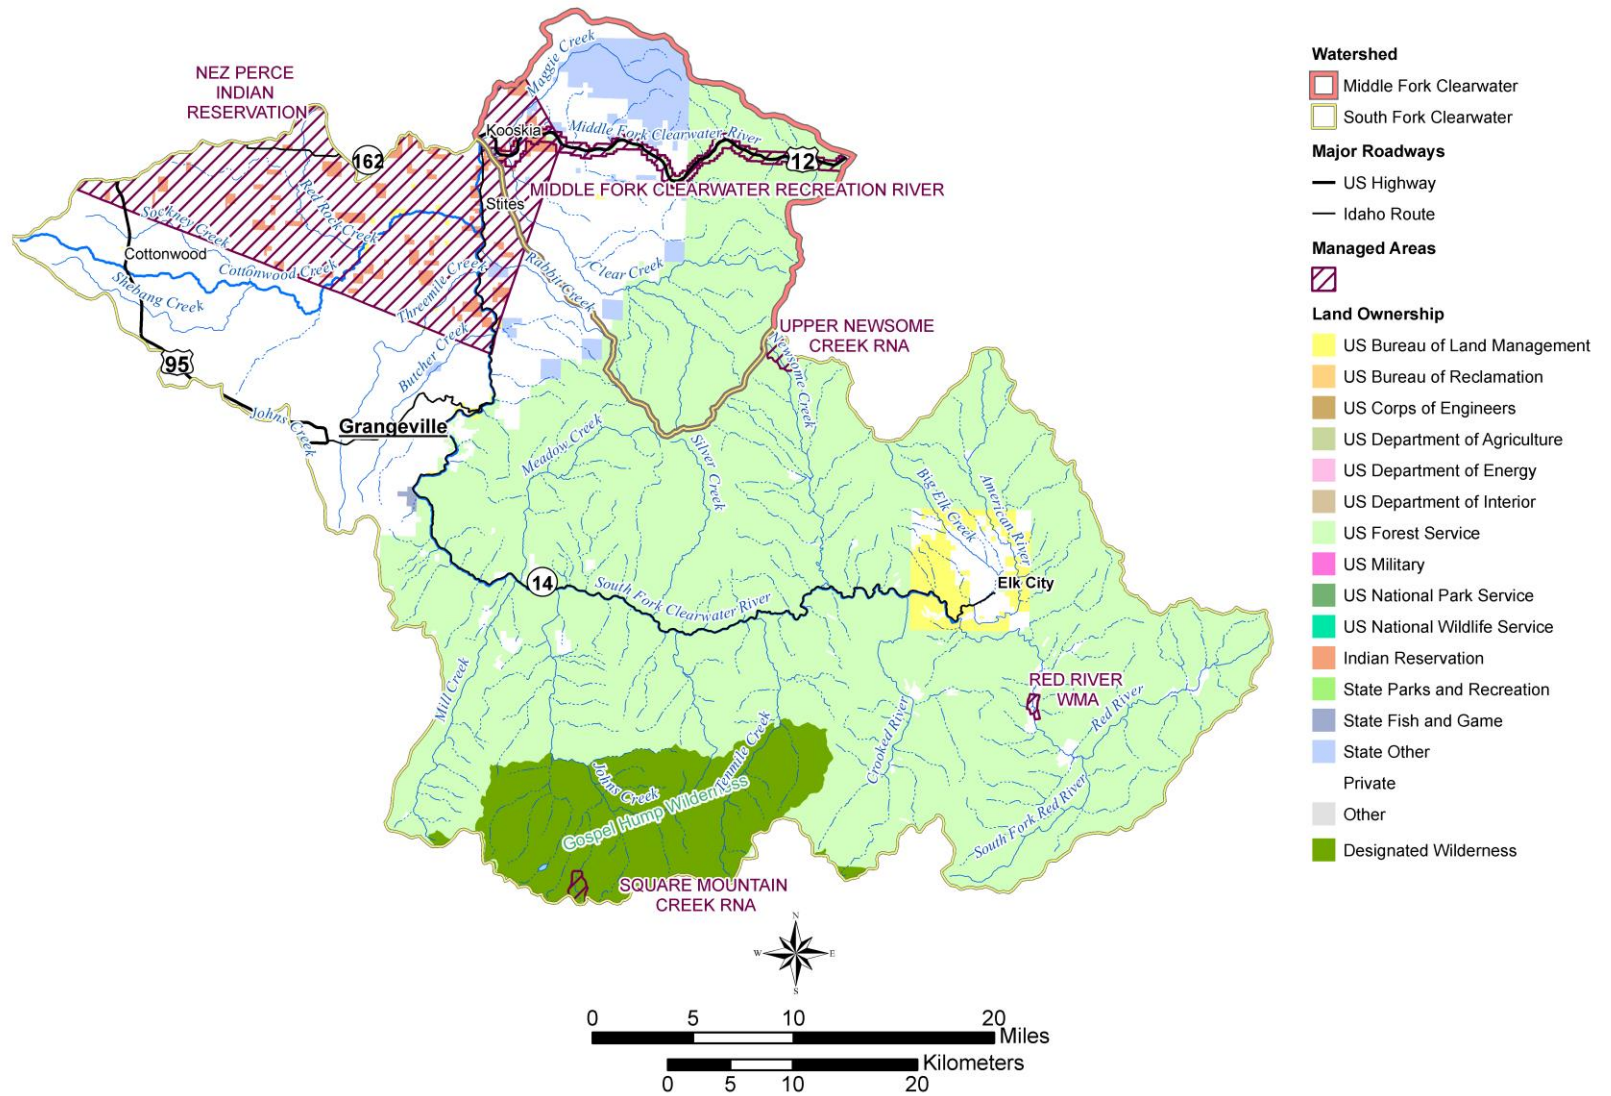 NEZ PERCE
INDIAN
RESERVATION
Maggie Creek
Kooskia
Middle Fork Clearwater River
12
162
MIDDLE FORK CLEARWATER RECREATION RIVER
Red Rock Creek
Stites
Sockney Creek
Cottonwood
Cottonwood Creek
Shebang Creek
Threemile Creek
Rabbit Creek
Clear Creek
UPPER NEWSOME
CREEK RNA
Newsome Creek
95
Butcher Creek
Johns Creek
Grangeville
Meadow Creek
Silver Creek
Big Elk Creek
American River
Elk City
14
South Fork Clearwater River
Mill Creek
RED RIVER
WMA
Red River
Crooked River
Tenmile Creek
Johns Creek
Gospel Hump Wilderness
South Fork Red River
SQUARE MOUNTAIN
CREEK RNA
N
W
E
S
0 5 10 20
Miles
Kilometers
0 5 10 20
Watershed
Middle Fork Clearwater
South Fork Clearwater
Major Roadways
US Highway
Idaho Route
Managed Areas
Land Ownership
US Bureau of Land Management
US Bureau of Reclamation
US Corps of Engineers
US Department of Agriculture
US Department of Energy
US Department of Interior
US Forest Service
US Military
US National Park Service
US National Wildlife Service
Indian Reservation
State Parks and Recreation
State Fish and Game
State Other
Private
Other
Designated Wilderness